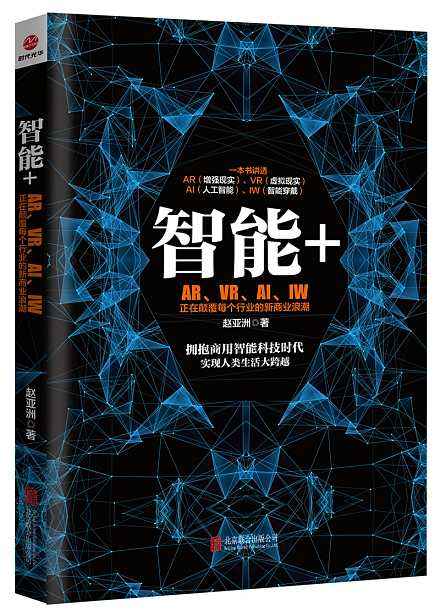 时代光华
智能+
AR、VR、AI、IW
正在颠覆每个行业的新商业浪潮
赵亚洲◎著
一本书讲透
AR(增强现实)、VR(虚拟现实)
AI(人工智能)、IW(智能穿戴)
智能+
AR、VR、AI、IW
正在颠覆每个行业的新商业浪潮
赵亚洲◎著
拥抱商用智能科技时代
实现人类生活大跨越
北京联合出版公司
Beijing United Publishing Co.,Ltd.